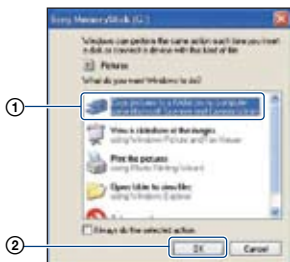 Sony MemoryStick (G:)
Windows can perform the same action each time you insert
a disk or connect a device with this kind of file:
Pictures
What do you want Windows to do?
① Copy pictures to a folder on my computer
using Microsoft Scanner and Camera Wizard
View a slideshow of the images
using Windows Picture and Fax Viewer
Print the pictures
using Photo Printing Wizard
Open folder to view files
using Windows Explorer
Always do the selected action.
② OK Cancel